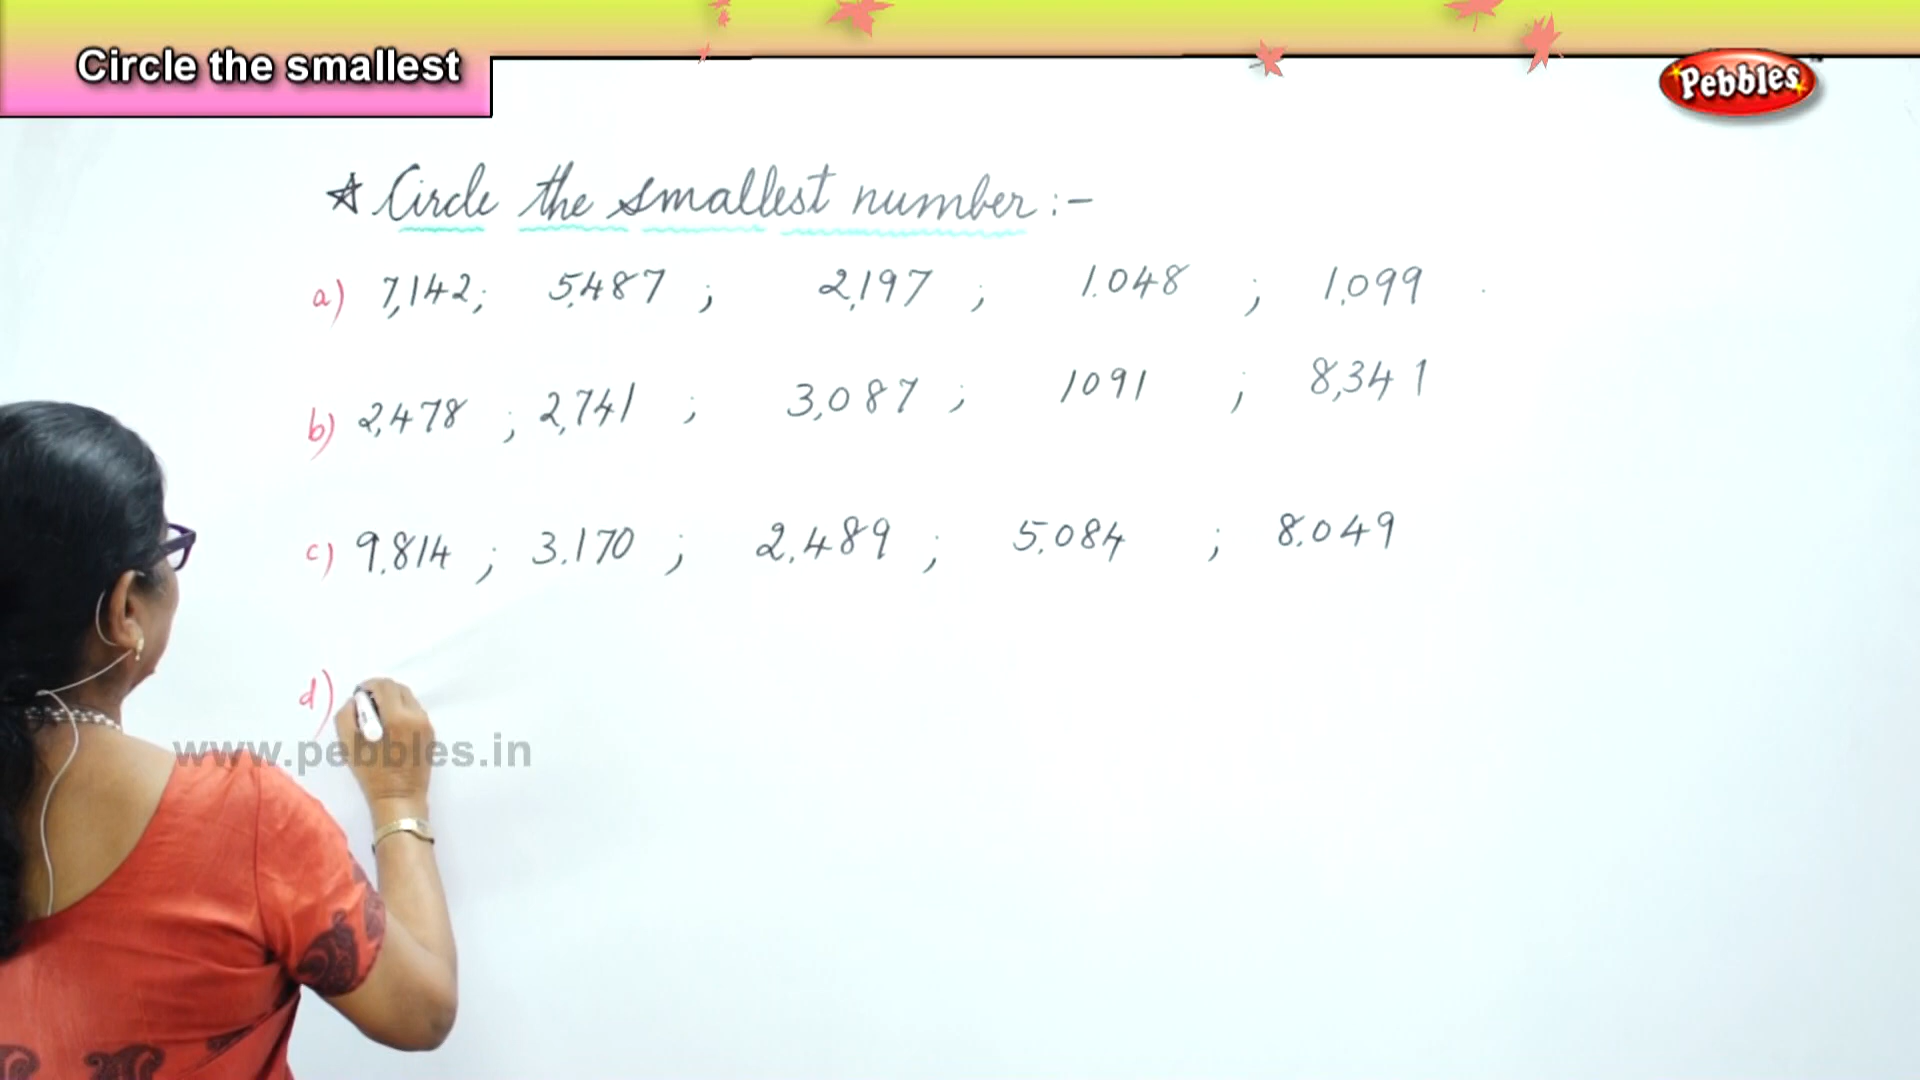 Circle the smallest
Pebbles
☆ Circle the smallest number :-
a) 7,142; 5,487 ; 2,197 ; 1.048 ; 1,099
b) 2,478 ; 2,741 ; 3,087 ; 1091 ; 8,341
c) 9.814 ; 3.170 ; 2.489 ; 5.084 ; 8.049
d)
www.pebbles.in